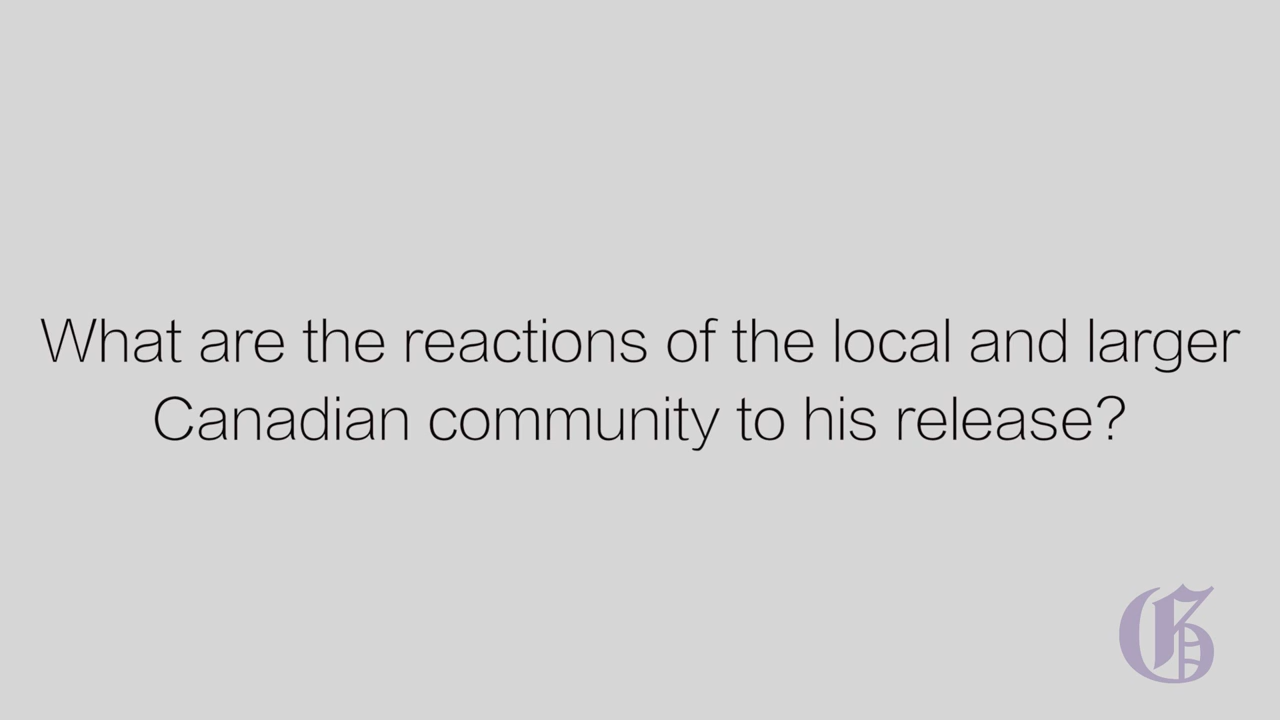 What are the reactions of the local and larger
Canadian community to his release?
G